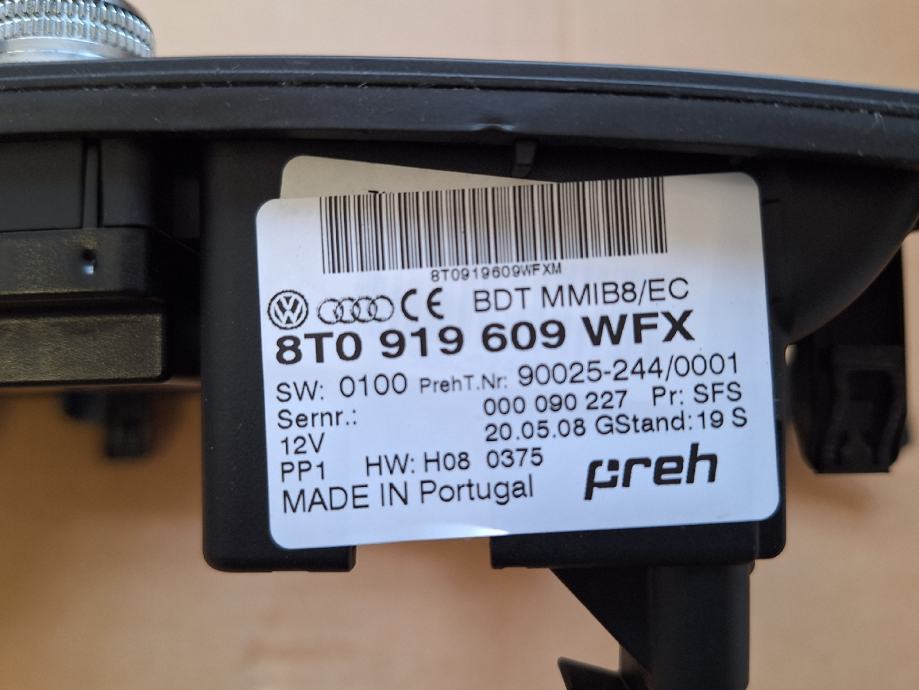 8T0919609WFXM
CE BDT MMIB8/EC
8T0 919 609 WFX
SW: 0100 PrehT.Nr: 90025-244/0001
Sernr.: 000 090 227 Pr: SFS
12V 20.05.08 GStand: 19 S
PP1 HW: H08 0375
MADE IN Portugal preh